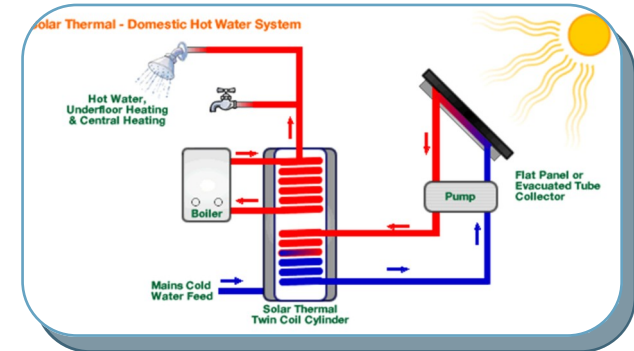 olar Thermal - Domestic Hot Water System
Hot Water,
Underfloor Heating
& Central Heating
Boiler
Pump
Flat Panel or
Evacuated Tube
Collector
Mains Cold
Water Feed
Solar Thermal
Twin Coil Cylinder